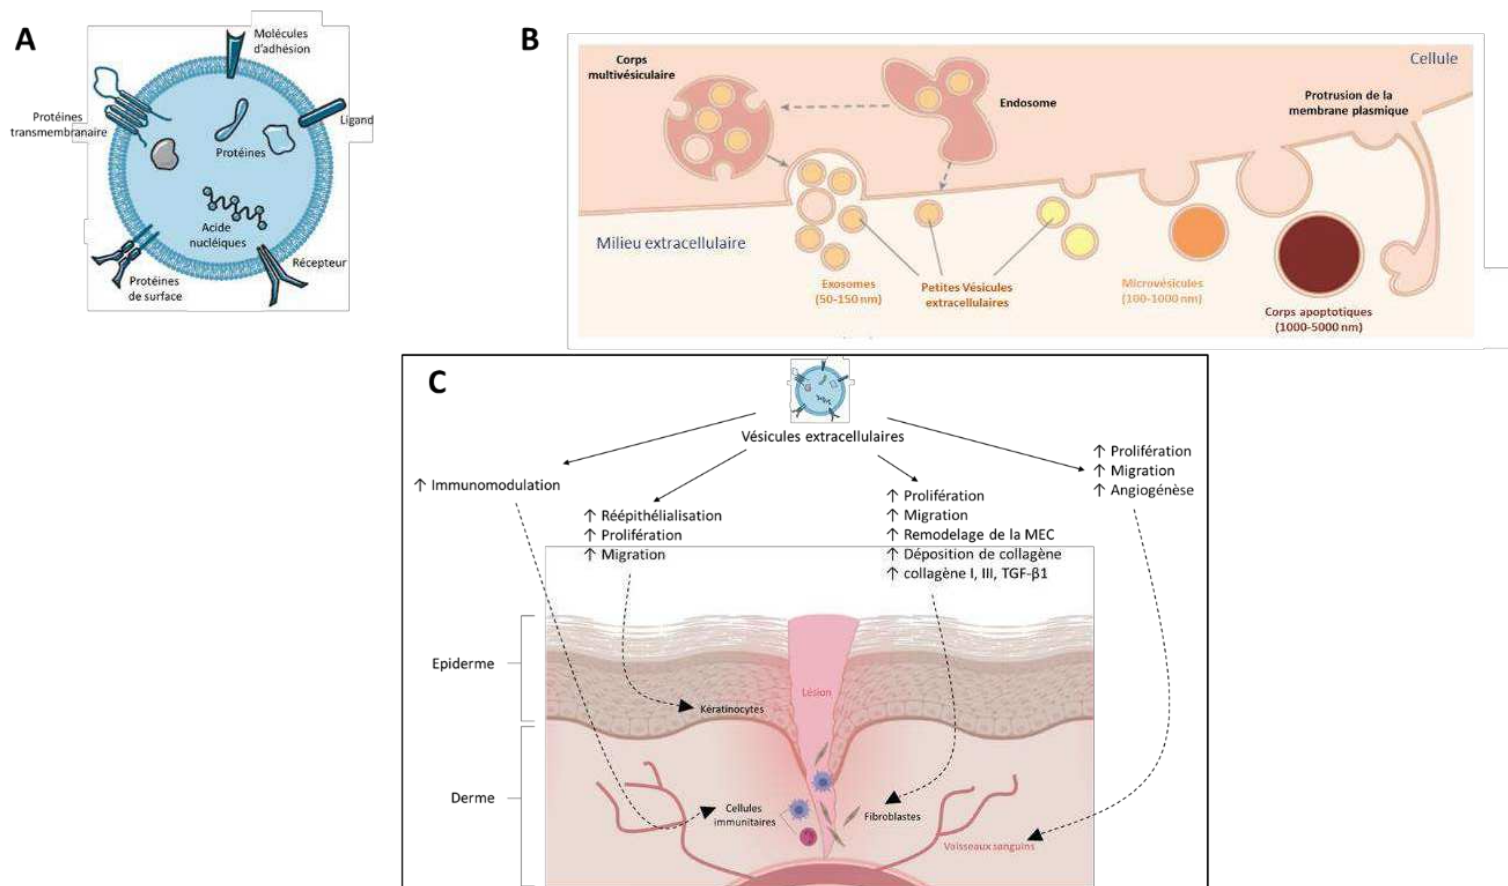 A
Molécules
d'adhésion
Protéines
transmembranaire
Ligand
Protéines
Acide
nucléiques
Récepteur
Protéines
de surface
B
Cellule
Corps
multivésiculaire
Endosome
Protrusion de la
membrane plasmique
Milieu extracellulaire
Exosomes
(50-150 nm)
Petites Vésicules
extracellulaires
Microvésicules
(100-1000 nm)
Corps apoptotiques
(1000-5000 nm)
C
Vésicules extracellulaires
↑ Immunomodulation
↑ Réépithélialisation
↑ Prolifération
↑ Migration
↑ Prolifération
↑ Migration
↑ Remodelage de la MEC
↑ Déposition de collagène
↑ collagène I, III, TGF-β1
↑ Prolifération
↑ Migration
↑ Angiogénèse
Epiderme
Lésion
Kératinocytes
Derme
Cellules
immunitaires
Fibroblastes
Vaisseaux sanguins